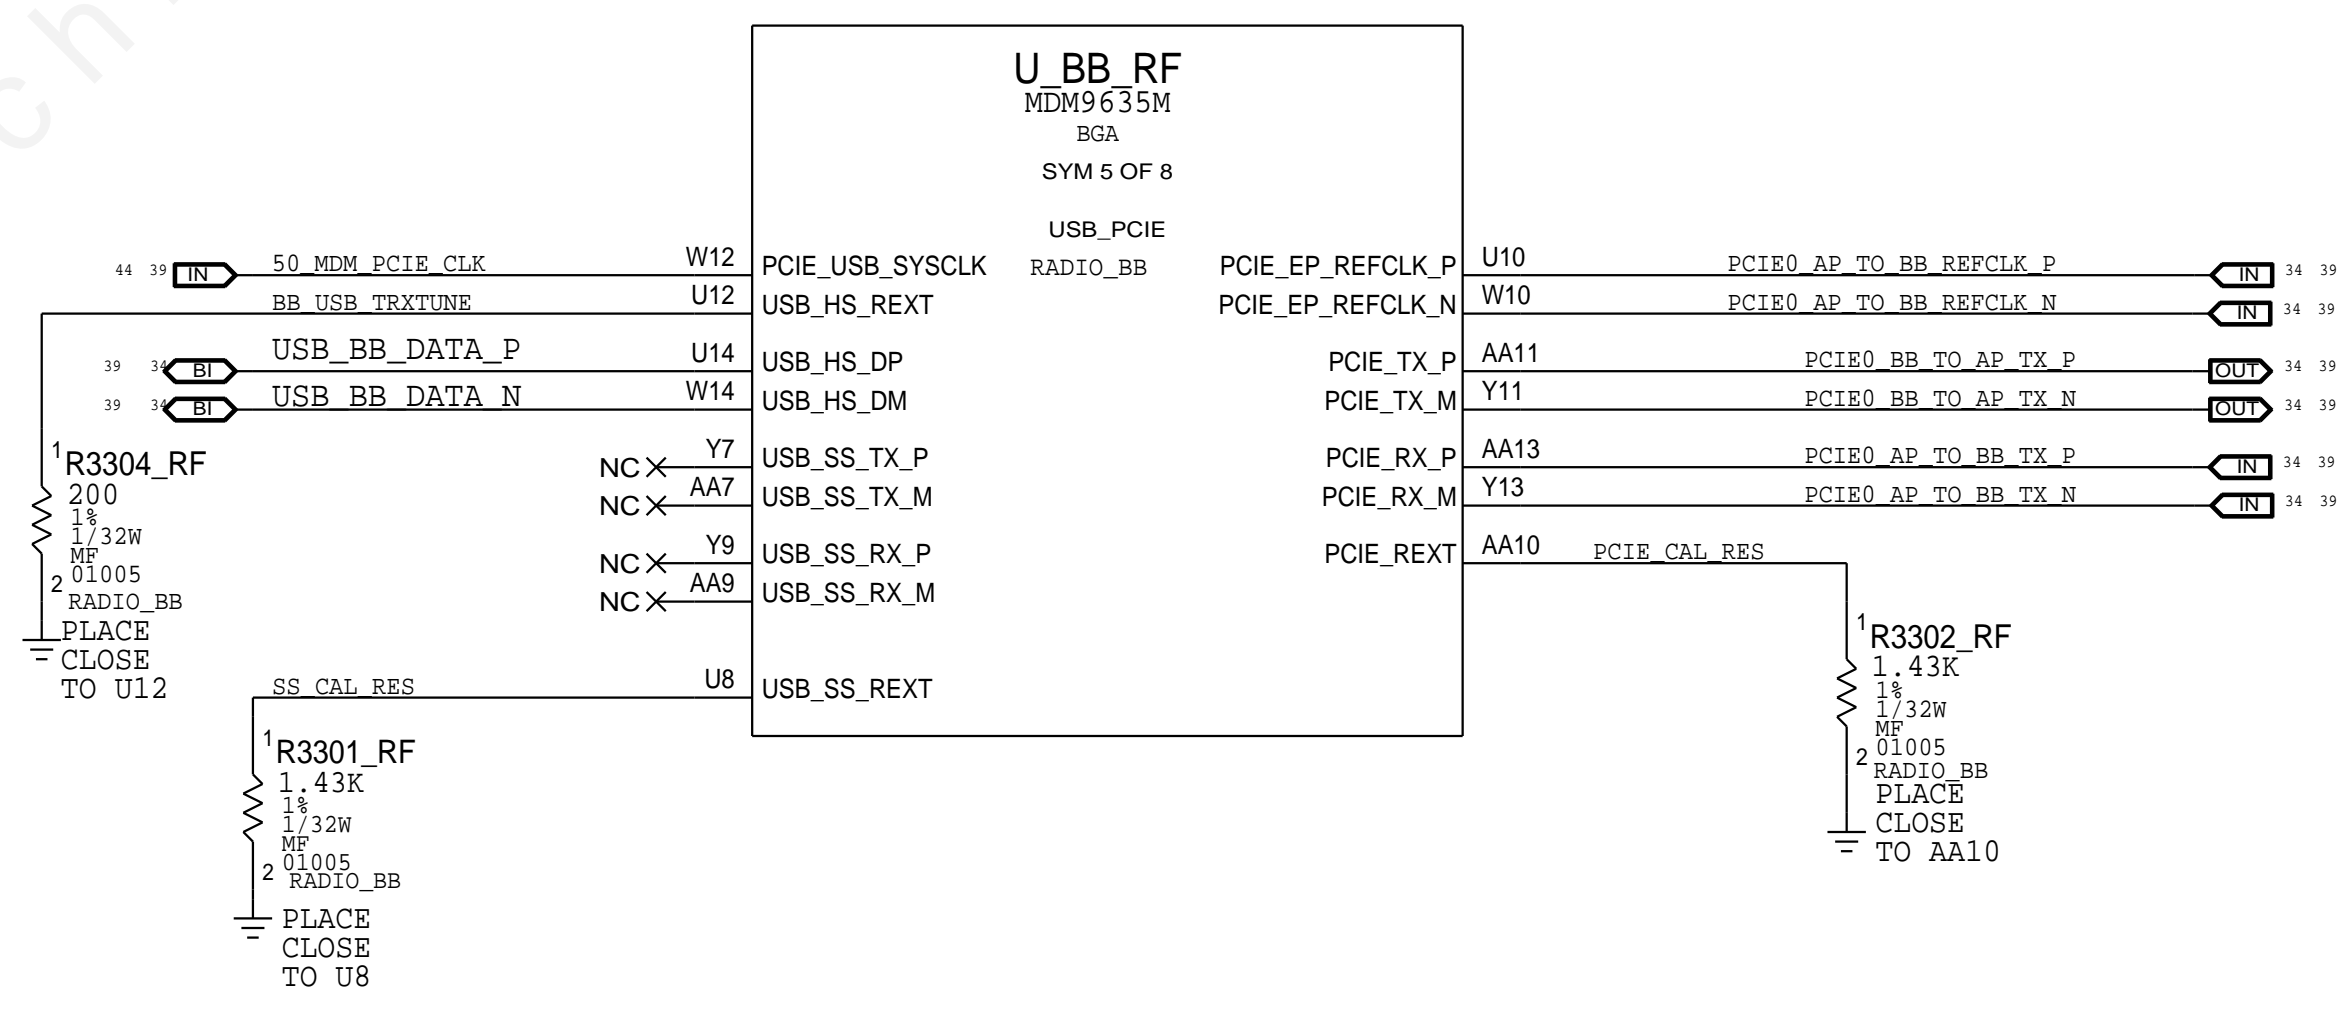 ch
U_BB_RF
MDM9635M
BGA
SYM 5 OF 8
USB_PCIE
RADIO_BB
44 39 IN 50_MDM_PCIE_CLK W12 PCIE_USB_SYSCLK
BB_USB_TRXTUNE U12 USB_HS_REXT
39 34 BI USB_BB_DATA_P U14 USB_HS_DP
39 34 BI USB_BB_DATA_N W14 USB_HS_DM
NC Y7 USB_SS_TX_P
NC AA7 USB_SS_TX_M
NC Y9 USB_SS_RX_P
NC AA9 USB_SS_RX_M
SS_CAL_RES U8 USB_SS_REXT
PCIE_EP_REFCLK_P U10 PCIE0_AP_TO_BB_REFCLK_P IN 34 39
PCIE_EP_REFCLK_N W10 PCIE0_AP_TO_BB_REFCLK_N IN 34 39
PCIE_TX_P AA11 PCIE0_BB_TO_AP_TX_P OUT 34 39
PCIE_TX_M Y11 PCIE0_BB_TO_AP_TX_N OUT 34 39
PCIE_RX_P AA13 PCIE0_AP_TO_BB_TX_P IN 34 39
PCIE_RX_M Y13 PCIE0_AP_TO_BB_TX_N IN 34 39
PCIE_REXT AA10 PCIE_CAL_RES
1
R3304_RF
200
1%
1/32W
MF
01005
2
RADIO_BB
PLACE
CLOSE
TO U12
1
R3301_RF
1.43K
1%
1/32W
MF
01005
2
RADIO_BB
PLACE
CLOSE
TO U8
1
R3302_RF
1.43K
1%
1/32W
MF
01005
2
RADIO_BB
PLACE
CLOSE
TO AA10